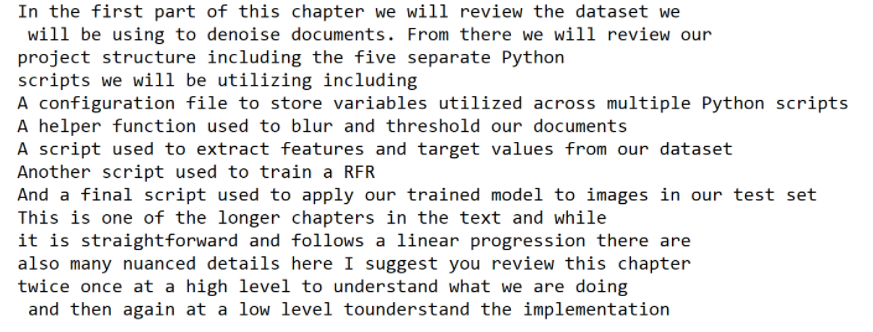 In the first part of this chapter we will review the dataset we
will be using to denoise documents. From there we will review our
project structure including the five separate Python
scripts we will be utilizing including
A configuration file to store variables utilized across multiple Python scripts
A helper function used to blur and threshold our documents
A script used to extract features and target values from our dataset
Another script used to train a RFR
And a final script used to apply our trained model to images in our test set
This is one of the longer chapters in the text and while
it is straightforward and follows a linear progression there are
also many nuanced details here I suggest you review this chapter
twice once at a high level to understand what we are doing
and then again at a low level tounderstand the implementation